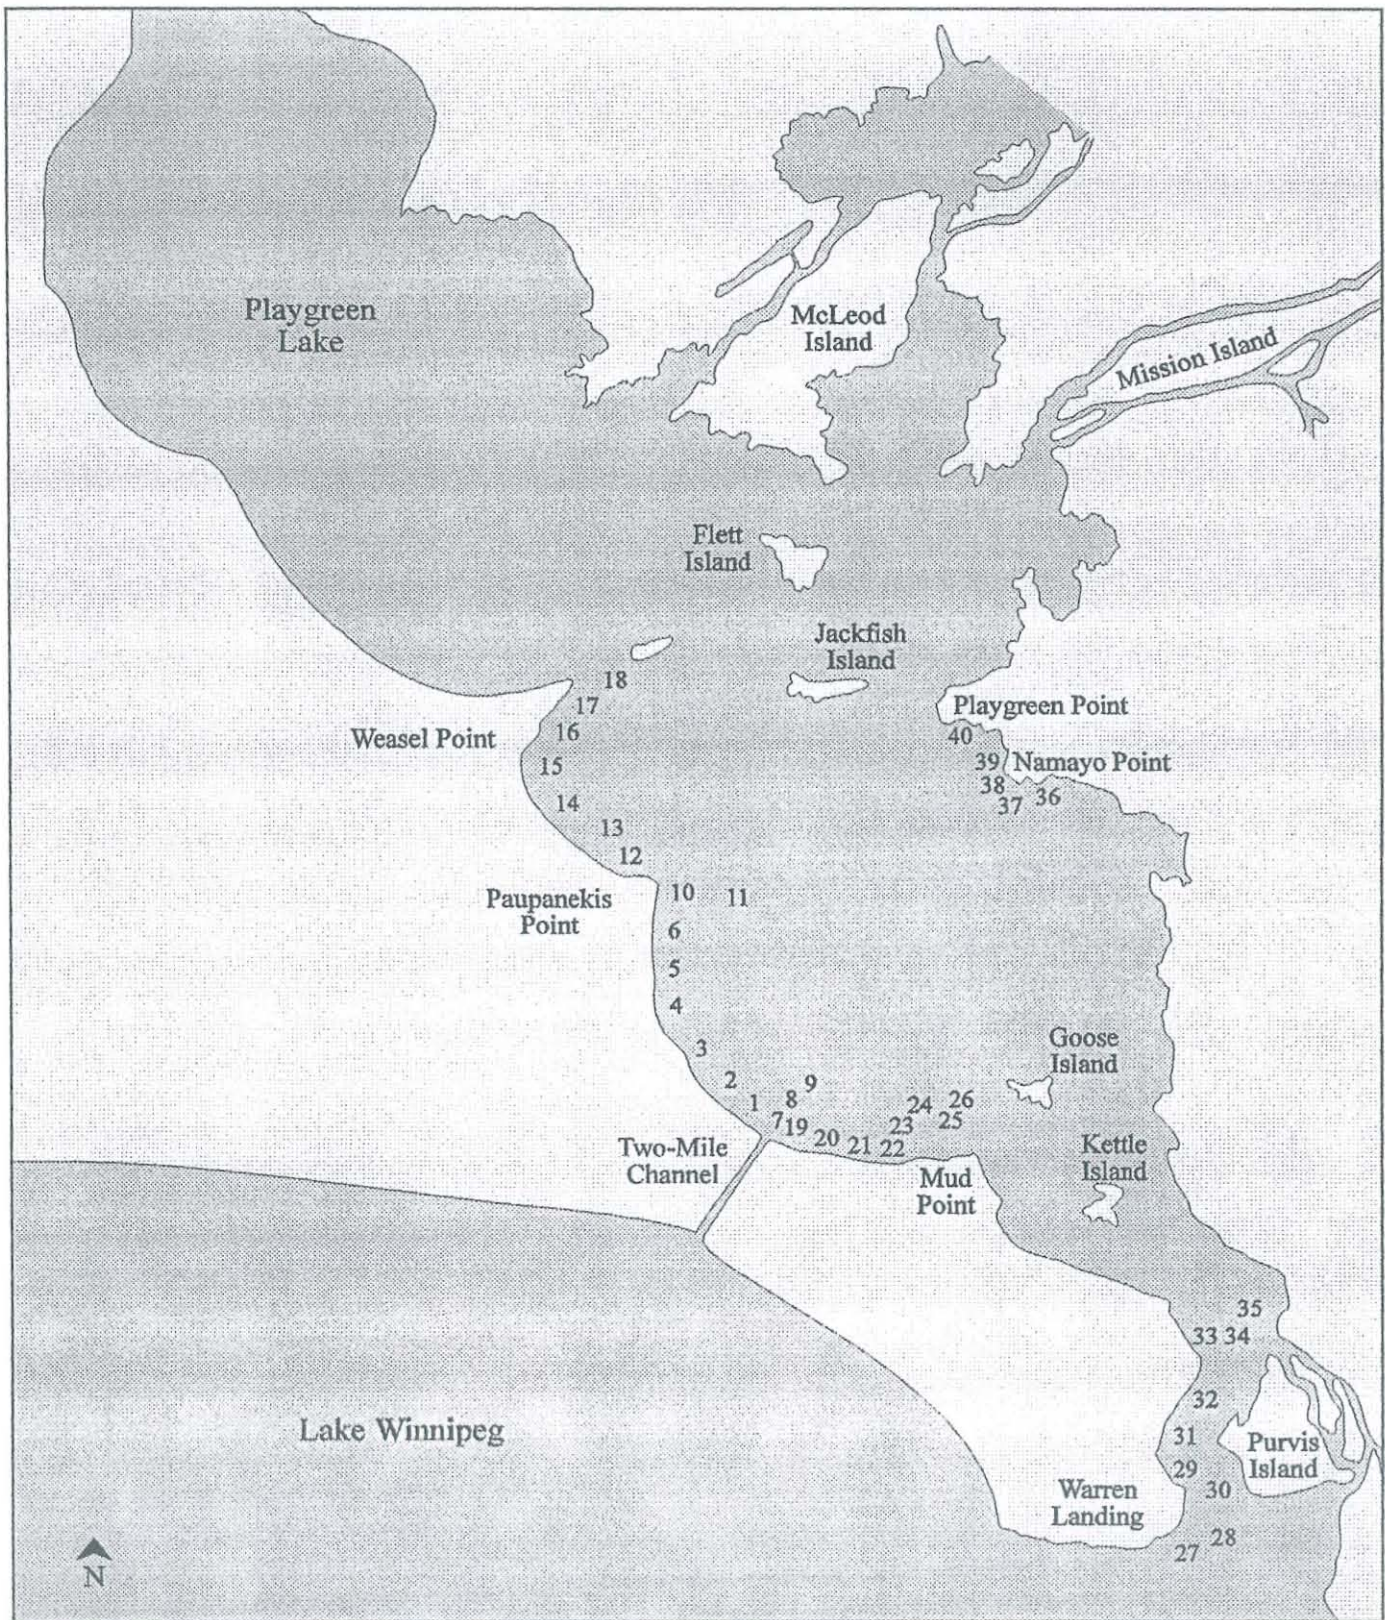 Playgreen
Lake
McLeod
Island
Mission Island
Flett
Island
Jackfish
Island
18
17
16
15
14
13
12
Weasel Point
Playgreen Point
40
39
Namayo Point
38
37
36
Paupanekis
Point
10
11
6
5
4
3
2
1
9
8
7
19
20
21
22
23
24
25
26
Goose
Island
Two-Mile
Channel
Mud
Point
Kettle
Island
35
33
34
32
31
29
30
28
27
Purvis
Island
Warren
Landing
Lake Winnipeg
N